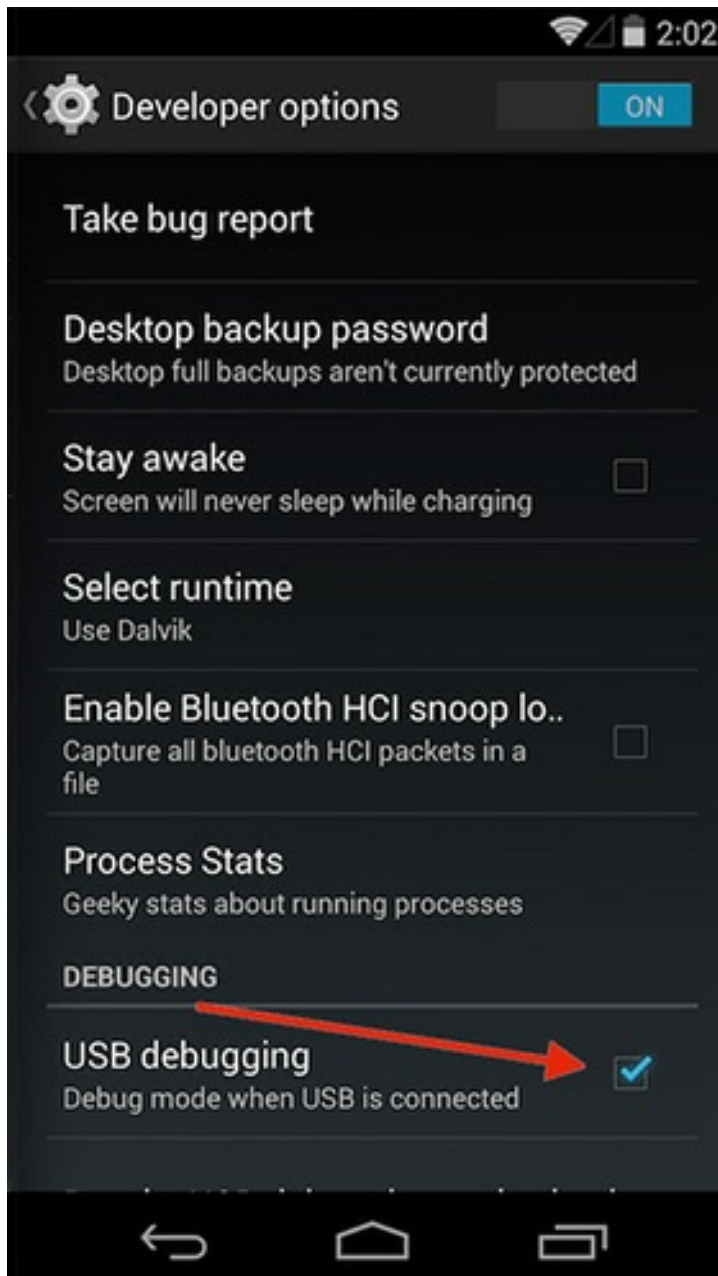 2:02
Developer options
ON
Take bug report
Desktop backup password
Desktop full backups aren't currently protected
Stay awake
Screen will never sleep while charging
Select runtime
Use Dalvik
Enable Bluetooth HCI snoop lo..
Capture all bluetooth HCI packets in a
file
Process Stats
Geeky stats about running processes
DEBUGGING
USB debugging
Debug mode when USB is connected